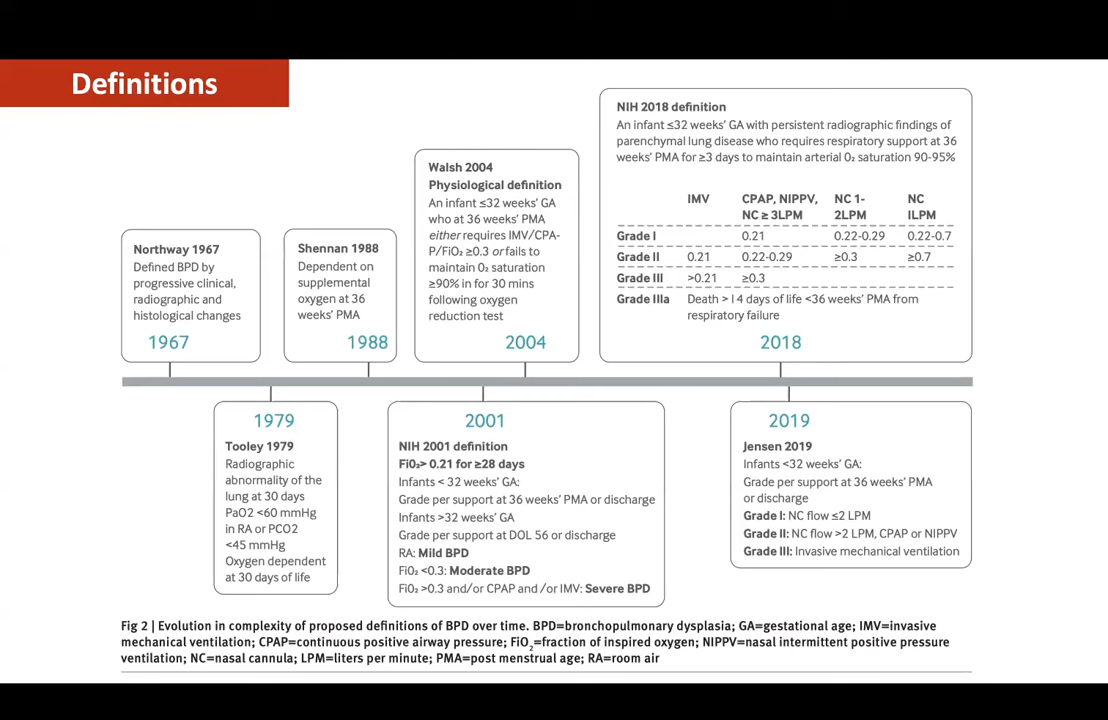 Definitions
Northway 1967
Defined BPD by
progressive clinical,
radiographic and
histological changes
1967
Shennan 1988
Dependent on
supplemental
oxygen at 36
weeks' PMA
1988
Walsh 2004
Physiological definition
An infant ≤32 weeks' GA
who at 36 weeks' PMA
either requires IMV/CPA-
P/FiO₂ ≥0.3 or fails to
maintain O₂ saturation
≥90% in for 30 mins
following oxygen
reduction test
2004
NIH 2018 definition
An infant ≤32 weeks' GA with persistent radiographic findings of
parenchymal lung disease who requires respiratory support at 36
weeks' PMA for ≥3 days to maintain arterial O₂ saturation 90-95%
IMV CPAP, NIPPV, NC 1- NC
NC ≥ 3LPM 2LPM ILPM
Grade I 0.21 0.22-0.29 0.22-0.7
Grade II 0.21 0.22-0.29 ≥0.3 ≥0.7
Grade III >0.21 ≥0.3
Grade IIIa Death > I 4 days of life <36 weeks' PMA from
respiratory failure
2018
1979
Tooley 1979
Radiographic
abnormality of the
lung at 30 days
PaO2 <60 mmHg
in RA or PCO2
<45 mmHg
Oxygen dependent
at 30 days of life
2001
NIH 2001 definition
FiO₂> 0.21 for ≥28 days
Infants < 32 weeks' GA:
Grade per support at 36 weeks' PMA or discharge
Infants >32 weeks' GA
Grade per support at DOL 56 or discharge
RA: Mild BPD
FiO₂ <0.3: Moderate BPD
FiO₂ >0.3 and/or CPAP and /or IMV: Severe BPD
2019
Jensen 2019
Infants <32 weeks' GA:
Grade per support at 36 weeks' PMA
or discharge
Grade I: NC flow ≤2 LPM
Grade II: NC flow >2 LPM, CPAP or NIPPV
Grade III: Invasive mechanical ventilation
Fig 2 | Evolution in complexity of proposed definitions of BPD over time. BPD=bronchopulmonary dysplasia; GA=gestational age; IMV=invasive
mechanical ventilation; CPAP=continuous positive airway pressure; FiO₂=fraction of inspired oxygen; NIPPV=nasal intermittent positive pressure
ventilation; NC=nasal cannula; LPM=liters per minute; PMA=post menstrual age; RA=room air